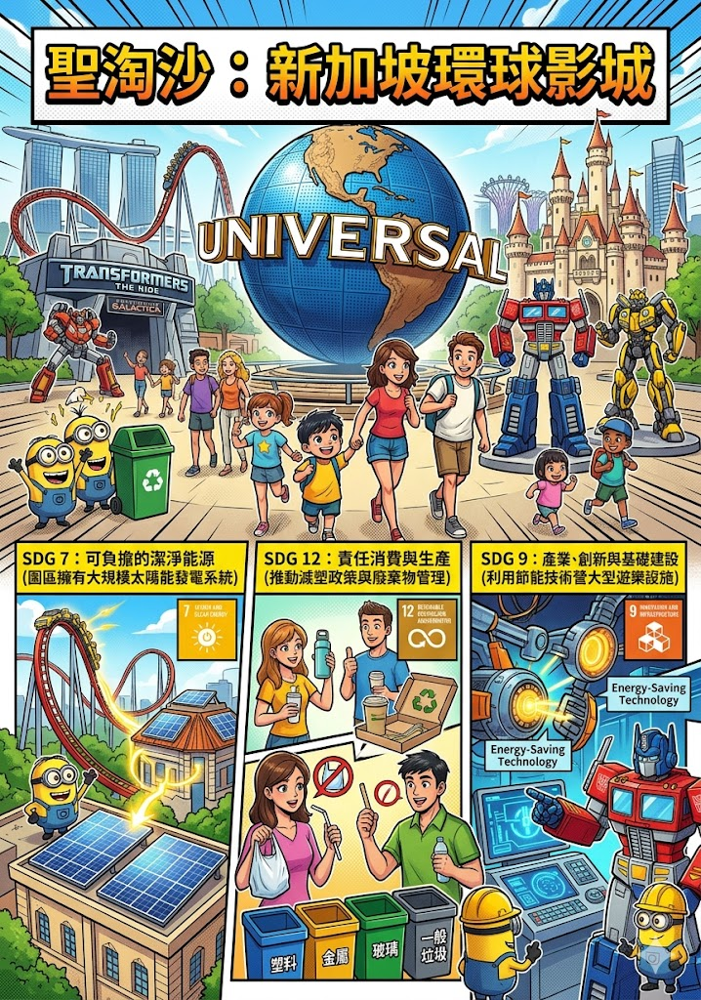 聖淘沙：新加坡環球影城
UNIVERSAL
TRANSFORMERS
THE RIDE
GALACTICA
SDG 7：可負擔的潔淨能源
(園區擁有大規模太陽能發電系統)
7
CLEAN ENERGY
SDG 12：責任消費與生產
(推動減塑政策與廢棄物管理)
12
塑料
金屬
玻璃
一般
垃圾
SDG 9：產業、創新與基礎建設
(利用節能技術營大型遊樂設施)
9
INNOVATION AND
INFRASTRUCTURE
Energy-Saving
Technology
Energy-Saving
Technology